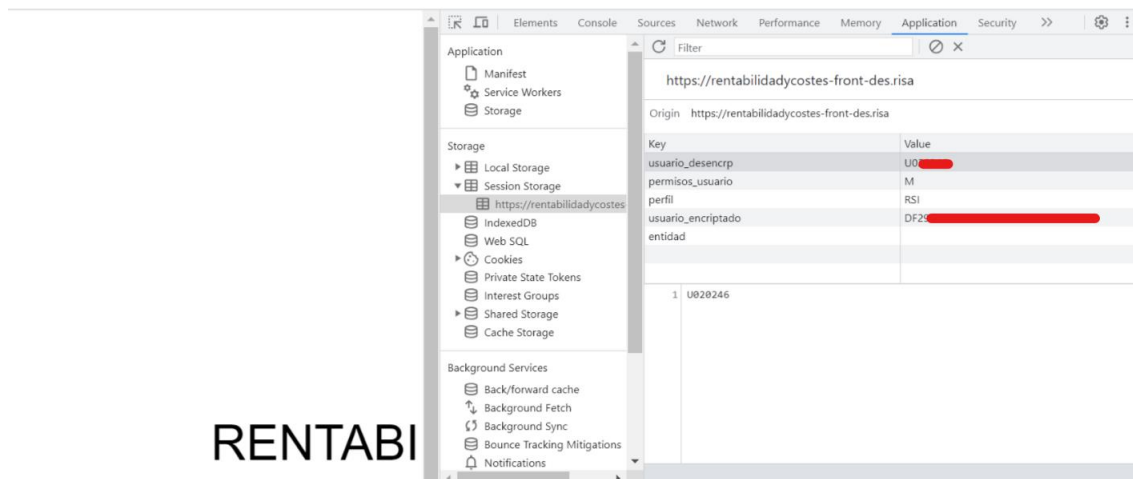 Elements Console Sources Network Performance Memory Application Security
Application
Manifest
Service Workers
Storage
Storage
Local Storage
Session Storage
https://rentabilidadycostes
IndexedDB
Web SQL
Cookies
Private State Tokens
Interest Groups
Shared Storage
Cache Storage
Background Services
Back/forward cache
Background Fetch
Background Sync
Bounce Tracking Mitigations
Notifications
Filter
https://rentabilidadycostes-front-des.risa
Origin https://rentabilidadycostes-front-des.risa
Key Value
usuario_desencrp U0
permisos_usuario M
perfil RSI
usuario_encriptado DF29
entidad
1 U020246
RENTABI